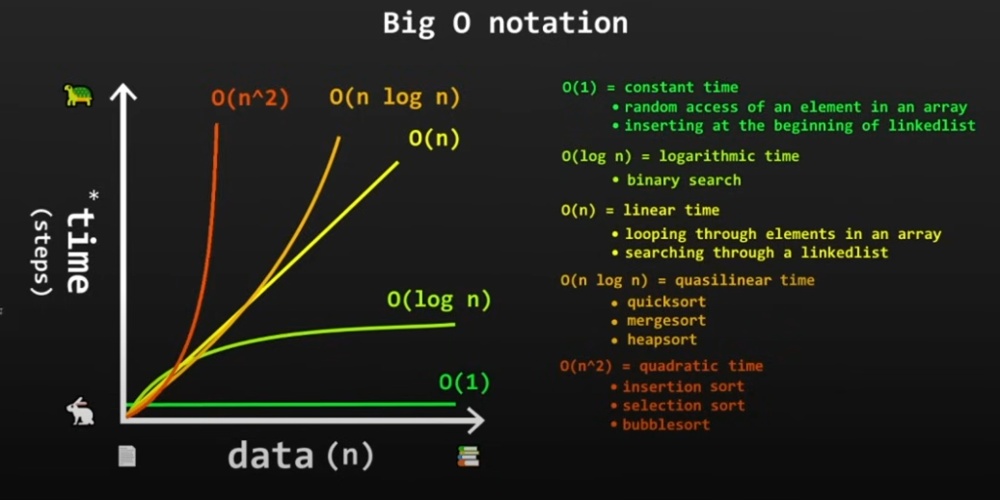 Big O notation
O(n^2)
O(n log n)
O(n)
O(log n)
O(1)
*time
(steps)
data (n)
O(1) = constant time
• random access of an element in an array
• inserting at the beginning of linkedlist
O(log n) = logarithmic time
• binary search
O(n) = linear time
• looping through elements in an array
• searching through a linkedlist
O(n log n) = quasilinear time
• quicksort
• mergesort
• heapsort
O(n^2) = quadratic time
• insertion sort
• selection sort
• bubblesort